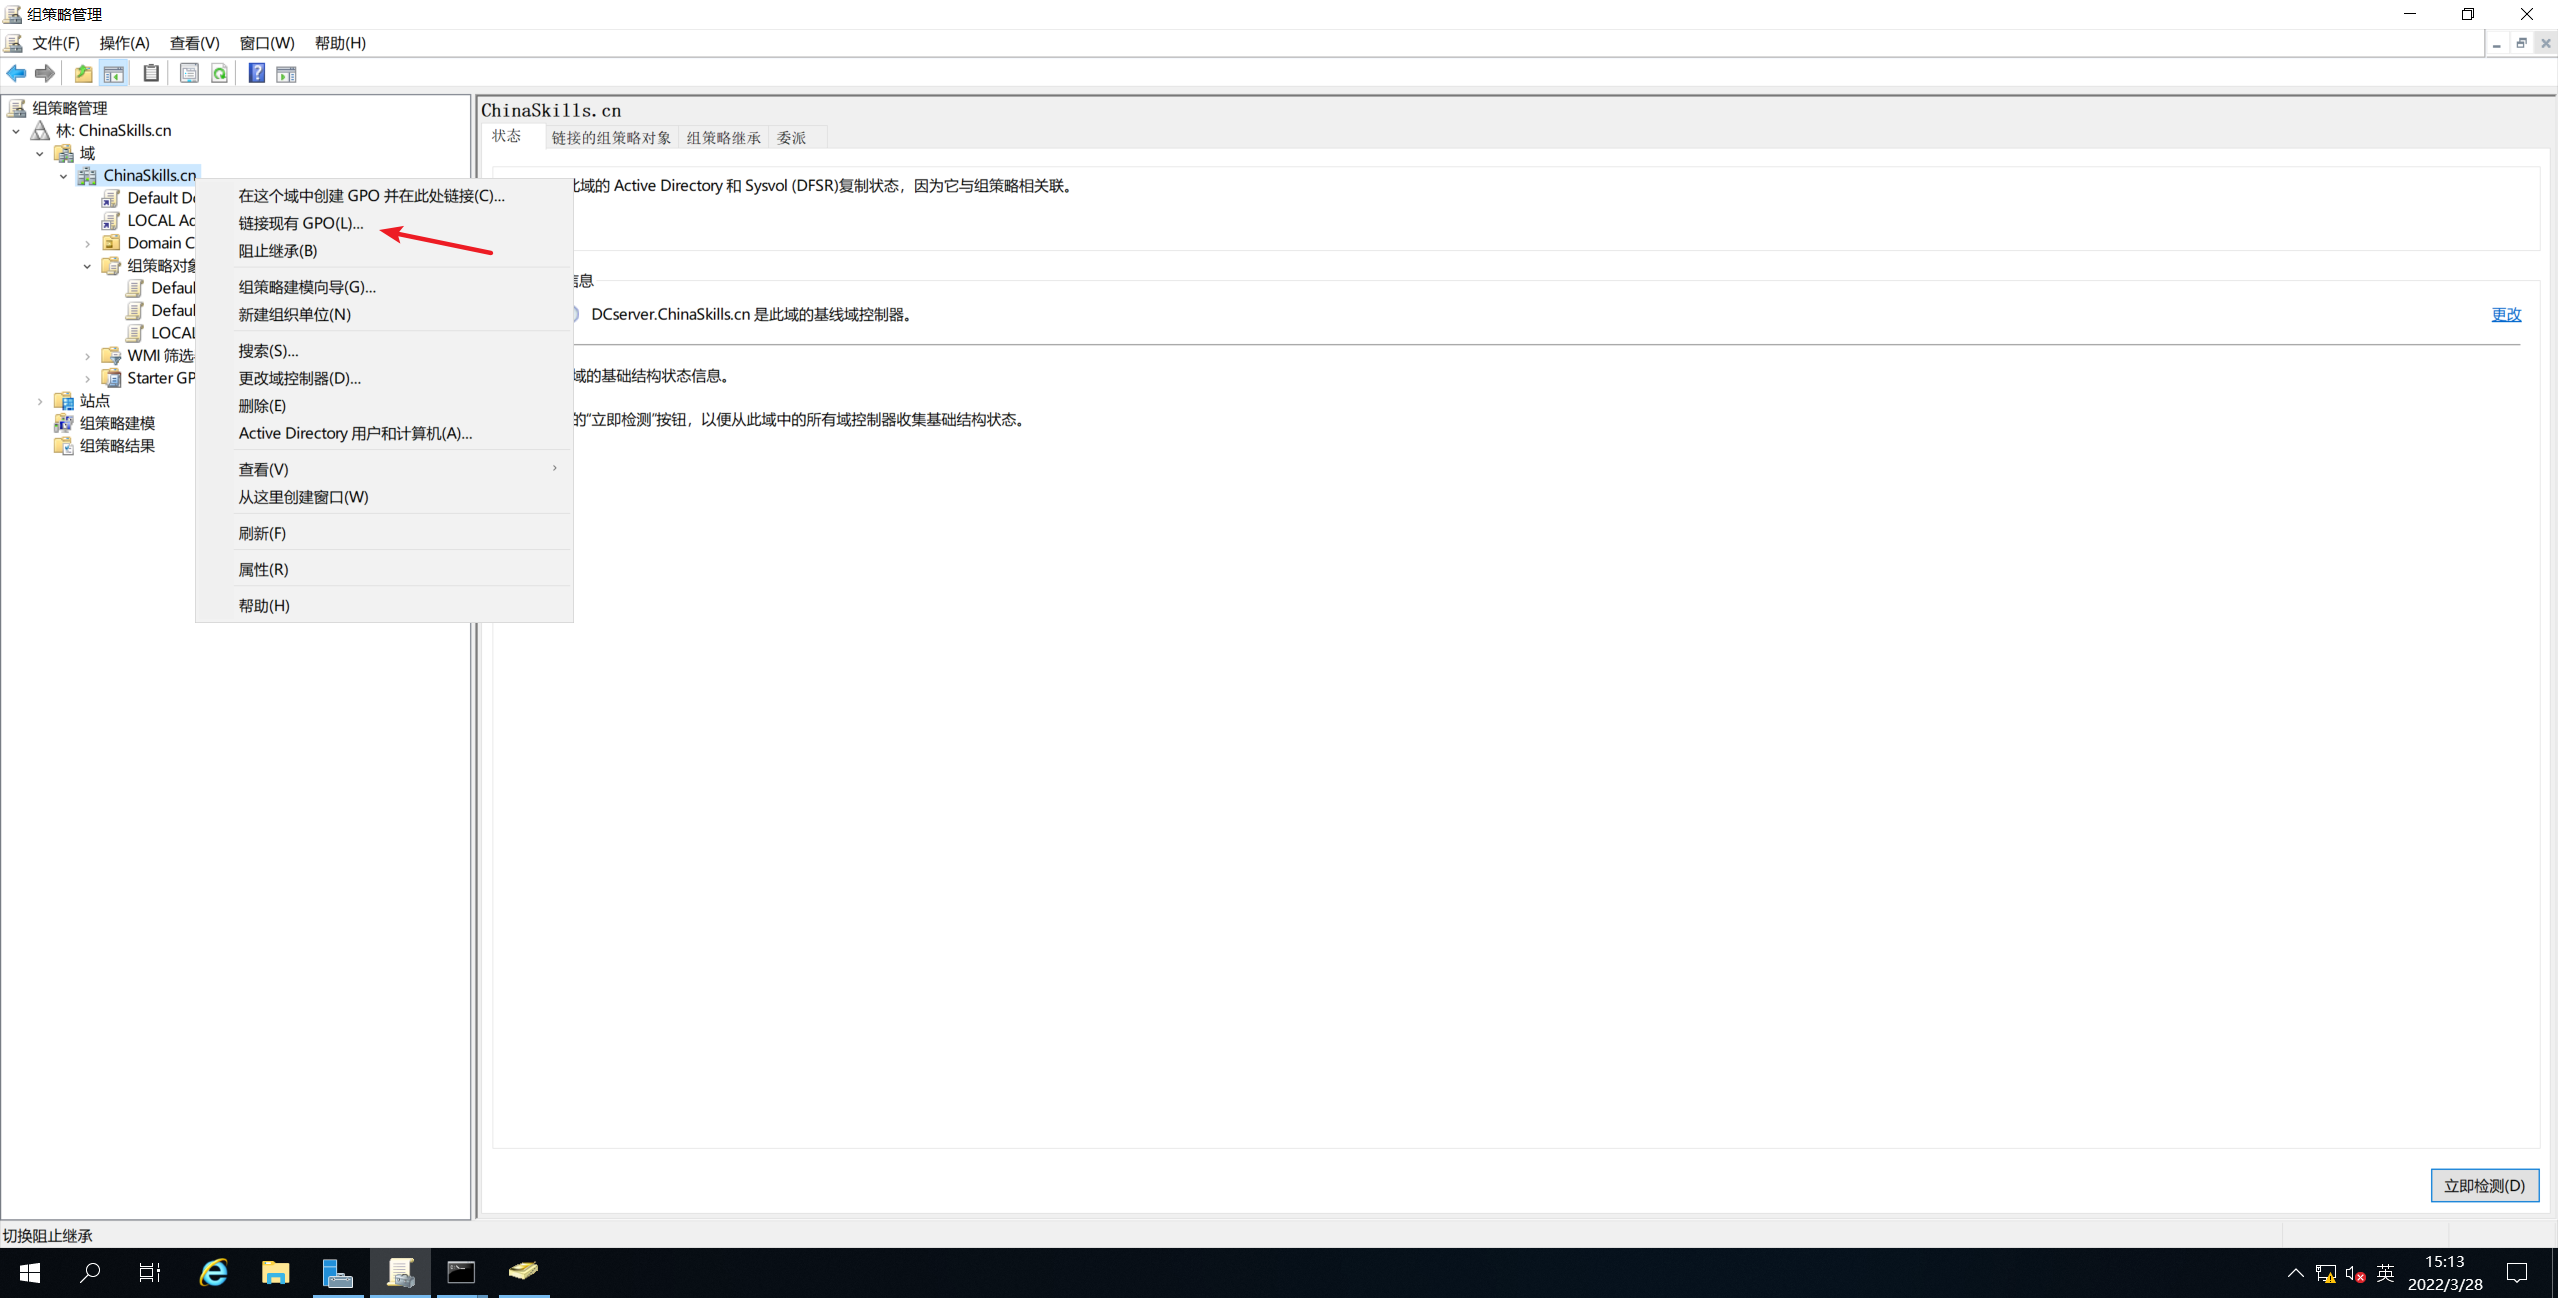 组策略管理
文件(F) 操作(A) 查看(V) 窗口(W) 帮助(H)
组策略管理
林: ChinaSkills.cn
域
ChinaSkills.cn
Default
LOCAL
Domain
组策略对
LOCAL
WMI 筛选
Starter
站点
组策略建模
组策略结果
在这个域中创建 GPO 并在此处链接(C)...
链接现有 GPO(L)...
阻止继承(B)
组策略建模向导(G)...
新建组织单位(N)
搜索(S)...
更改域控制器(D)...
删除(E)
Active Directory 用户和计算机(A)...
查看(V)
从这里创建窗口(W)
刷新(F)
属性(R)
帮助(H)
ChinaSkills.cn
状态 链接的组策略对象 组策略继承 委派
域的 Active Directory 和 Sysvol (DFSR)复制状态，因为它与组策略相关联。
息
DCserver.ChinaSkills.cn 是此域的基线域控制器。
更改
域的基础结构状态信息。
的"立即检测"按钮，以便从此域中的所有域控制器收集基础结构状态。
立即检测(D)
切换阻止继承
英
15:13
2022/3/28